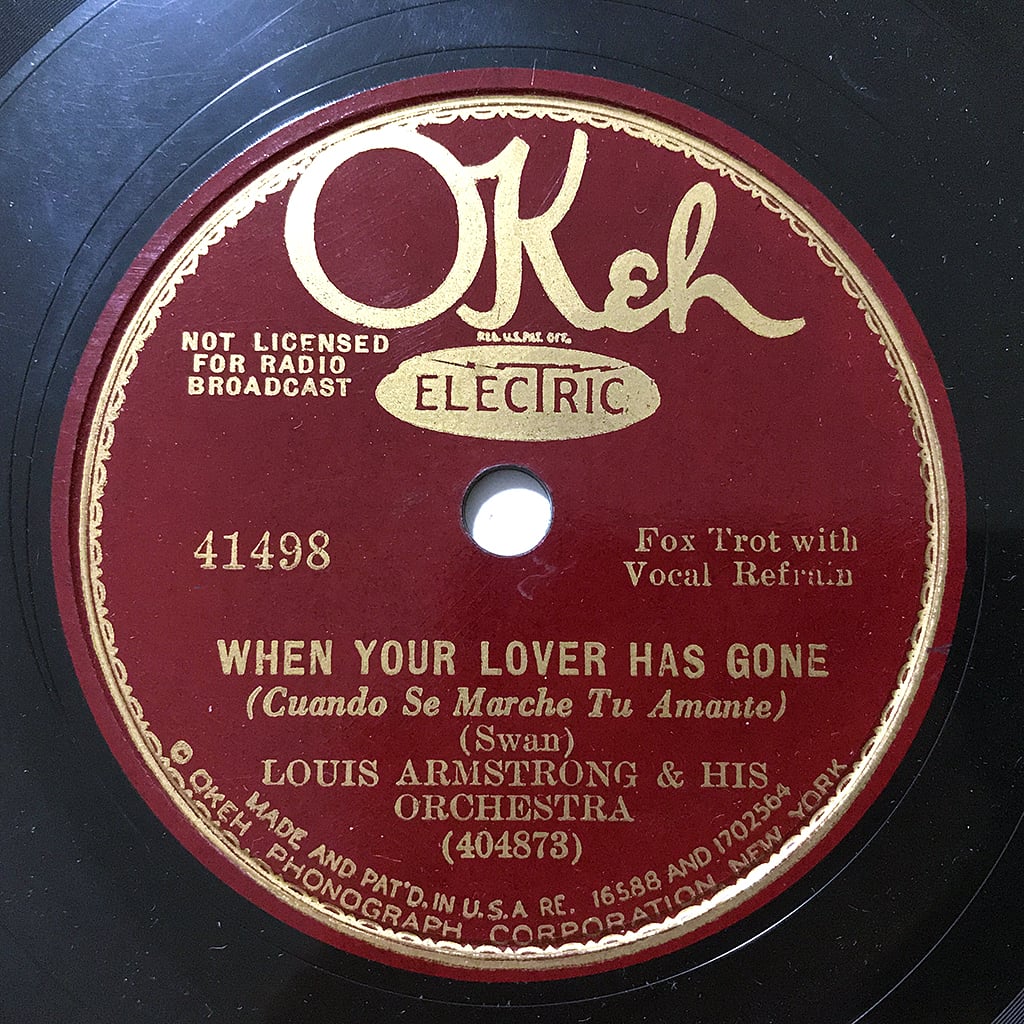 OKeh
REG. U.S. PAT. OFF.
NOT LICENSED
FOR RADIO
BROADCAST
ELECTRIC
41498
Fox Trot with
Vocal Refrain
WHEN YOUR LOVER HAS GONE
(Cuando Se Marche Tu Amante)
(Swan)
LOUIS ARMSTRONG & HIS
ORCHESTRA
(404873)
MADE AND PAT'D. IN U.S.A RE. 16588 AND 1702564
© OKEH PHONOGRAPH CORPORATION, NEW YORK